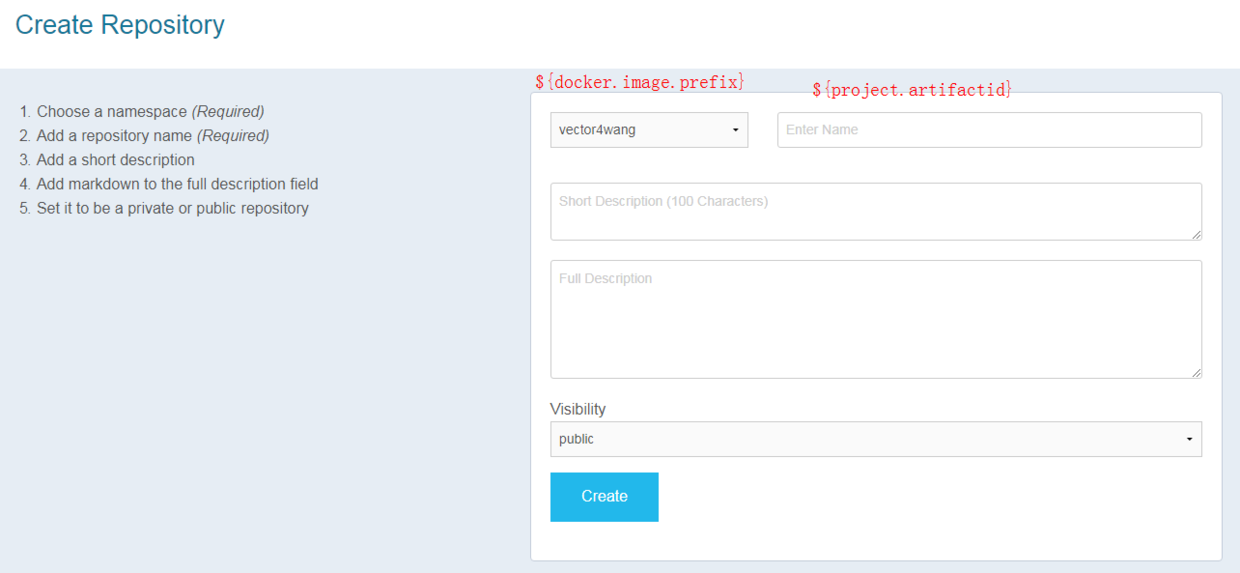 Create Repository
1. Choose a namespace (Required)
2. Add a repository name (Required)
3. Add a short description
4. Add markdown to the full description field
5. Set it to be a private or public repository
${docker.image.prefix}
${project.artifactid}
vector4wang
Enter Name
Short Description (100 Characters)
Full Description
Visibility
public
Create